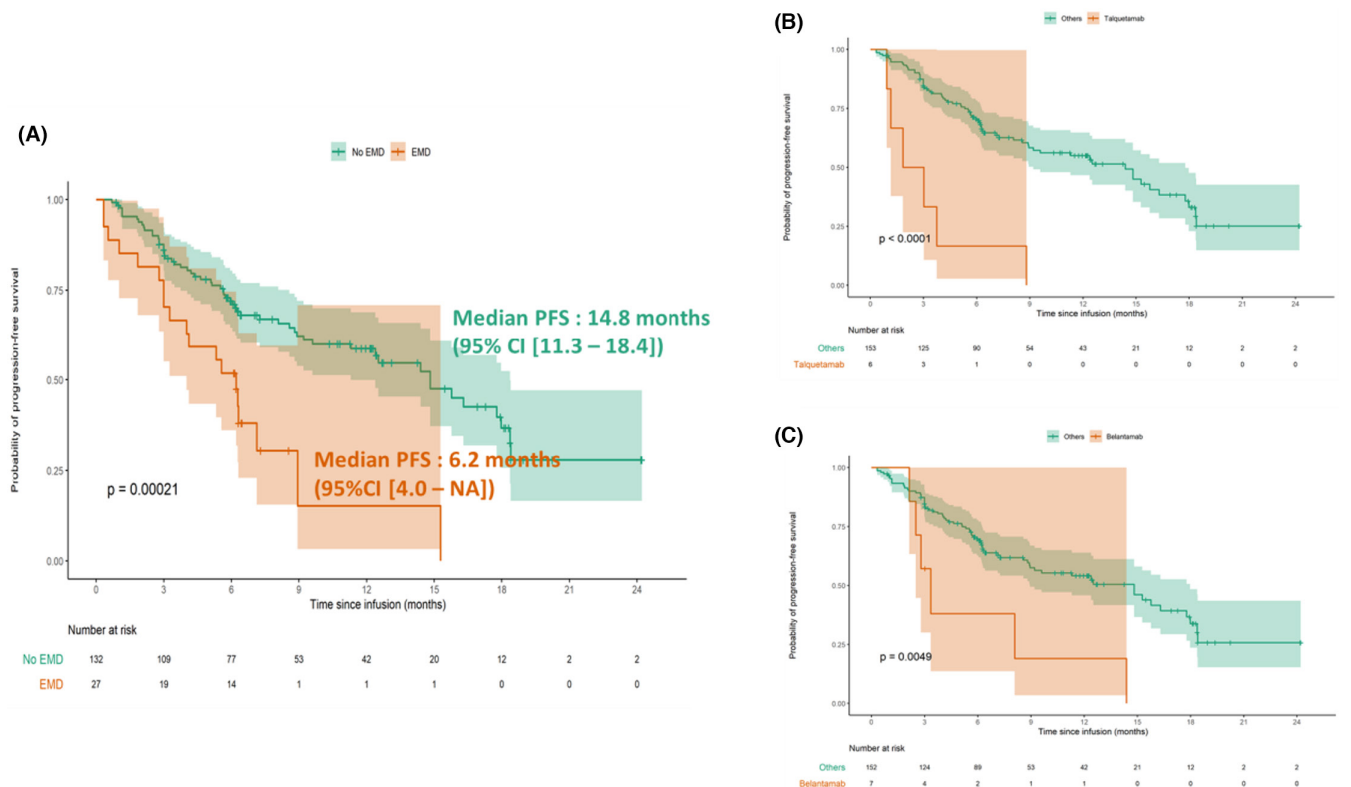 (A)
No EMD EMD
Probability of progression-free survival
1.00
0.75
0.50
0.25
0.00
Median PFS : 14.8 months
(95% CI [11.3 – 18.4])
Median PFS : 6.2 months
(95%CI [4.0 – NA])
p = 0.00021
0 3 6 9 12 15 18 21 24
Time since infusion (months)
Number at risk
No EMD 132 109 77 53 42 20 12 2 2
EMD 27 19 14 1 1 1 0 0 0
(B)
Others Talquetamab
Probability of progression-free survival
1.00
0.75
0.50
0.25
0.00
p < 0.0001
0 3 6 9 12 15 18 21 24
Time since infusion (months)
Number at risk
Others 153 125 90 54 43 21 12 2 2
Talquetamab 6 3 1 0 0 0 0 0 0
(C)
Others Belantamab
Probability of progression-free survival
1.00
0.75
0.50
0.25
0.00
p = 0.0049
0 3 6 9 12 15 18 21 24
Time since infusion (months)
Number at risk
Others 152 124 89 53 42 21 12 2 2
Belantamab 7 4 2 1 1 0 0 0 0